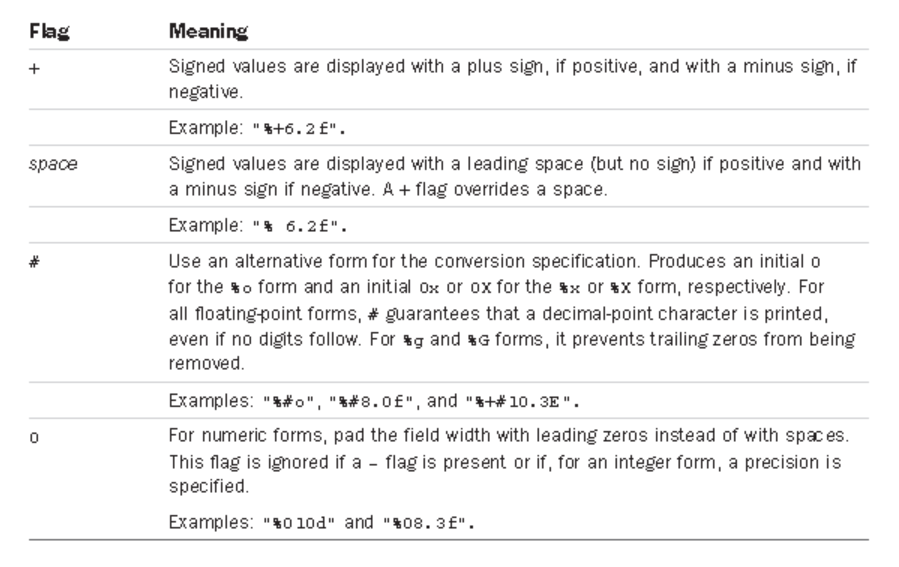 Flag Meaning
+ Signed values are displayed with a plus sign, if positive, and with a minus sign, if
negative.
Example: "%+6.2f".
space Signed values are displayed with a leading space (but no sign) if positive and with
a minus sign if negative. A + flag overrides a space.
Example: "% 6.2f".
# Use an alternative form for the conversion specification. Produces an initial 0
for the %o form and an initial 0x or 0X for the %x or %X form, respectively. For
all floating-point forms, # guarantees that a decimal-point character is printed,
even if no digits follow. For %g and %G forms, it prevents trailing zeros from being
removed.
Examples: "%#o", "%#8.0f", and "%+#10.3E".
0 For numeric forms, pad the field width with leading zeros instead of with spaces.
This flag is ignored if a – flag is present or if, for an integer form, a precision is
specified.
Examples: "%010d" and "%08.3f".